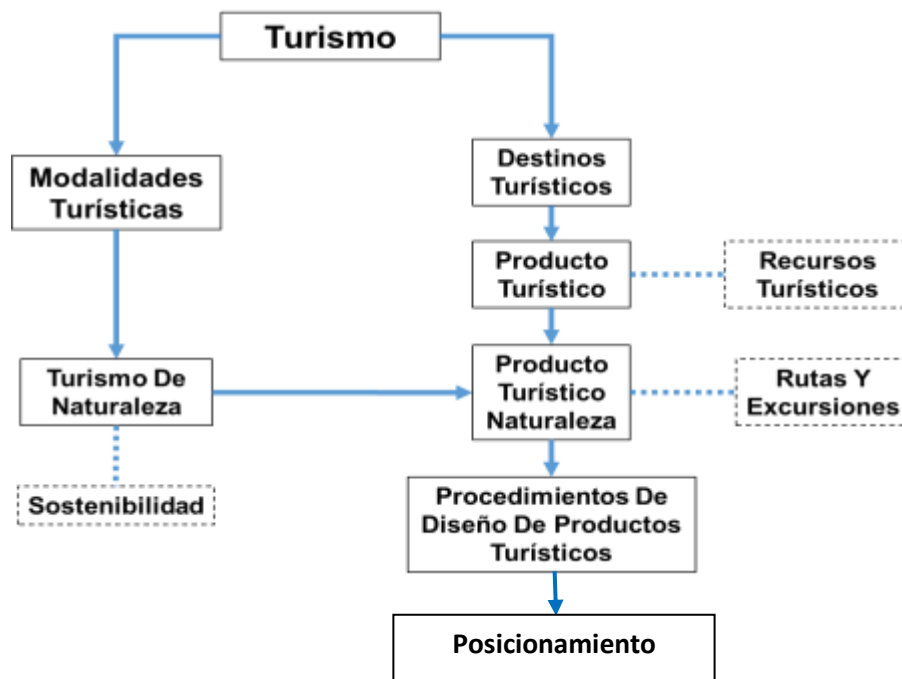 Turismo
Modalidades
Turísticas
Destinos
Turísticos
Producto
Turístico
Recursos
Turísticos
Turismo De
Naturaleza
Producto
Turístico
Naturaleza
Rutas Y
Excursiones
Sostenibilidad
Procedimientos De
Diseño De Productos
Turísticos
Posicionamiento